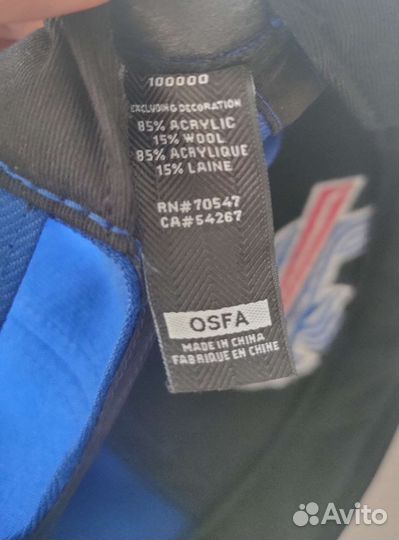 100000
EXCLUDING DECORATION
85% ACRYLIC
15% WOOL
85% ACRYLIQUE
15% LAINE
RN#70547
CA#54267
OSFA
MADE IN CHINA
FABRIQUE EN CHINE
Avito